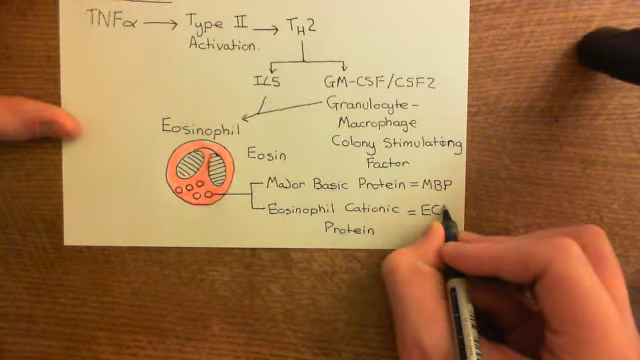 TNFα → Type II → TH2
Activation.
IL5 GM-CSF/CSF2
Granulocyte-
Macrophage
Colony Stimulating
Factor
Eosinophil
Eosin
Major Basic Protein = MBP
Eosinophil Cationic = EC
Protein